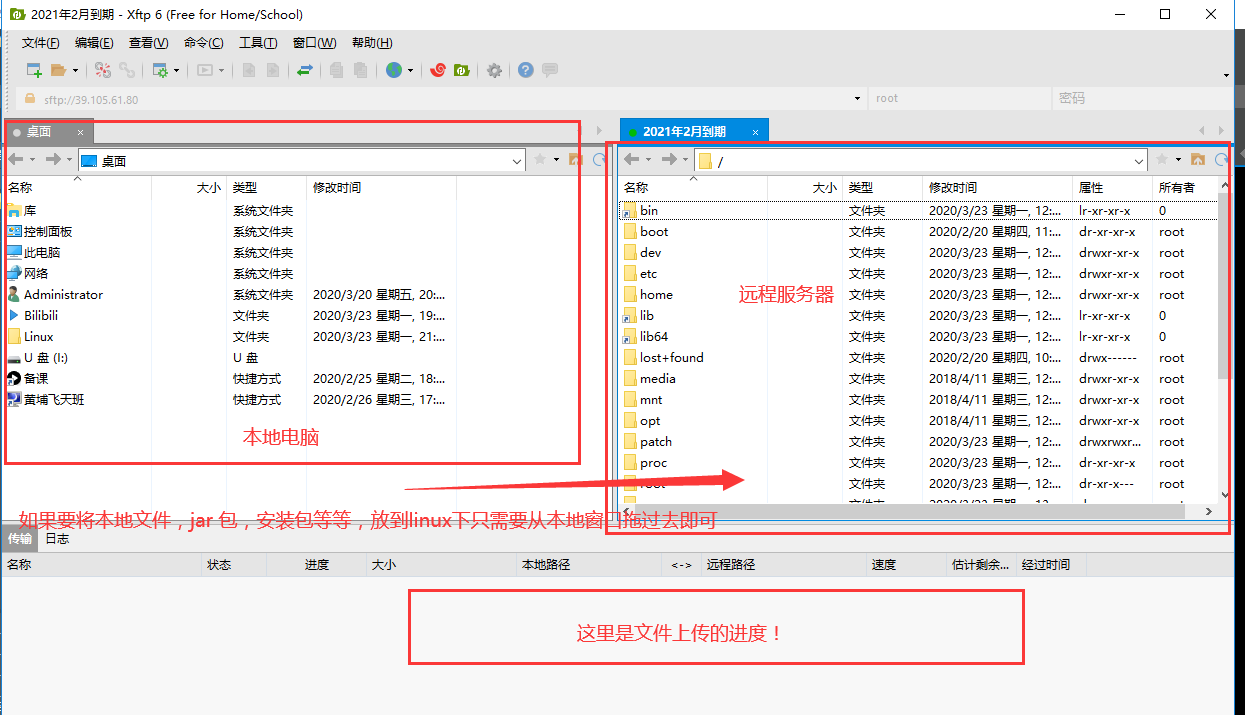 2021年2月到期 - Xftp 6 (Free for Home/School)
文件(F) 编辑(E) 查看(V) 命令(C) 工具(T) 窗口(W) 帮助(H)
sftp://39.105.61.80 root 密码
桌面 × 2021年2月到期 ×
桌面 /
名称 大小 类型 修改时间 名称 大小 类型 修改时间 属性 所有者
库 系统文件夹 bin 文件夹 2020/3/23 星期一, 12:... lr-xr-xr-x 0
控制面板 系统文件夹 boot 文件夹 2020/2/20 星期四, 11:... dr-xr-xr-x root
此电脑 系统文件夹 dev 文件夹 2020/3/23 星期一, 12:... drwxr-xr-x root
网络 系统文件夹 etc 文件夹 2020/3/23 星期一, 12:... drwxr-xr-x root
Administrator 系统文件夹 2020/3/20 星期五, 20:... home 文件夹 2020/3/23 星期一, 12:... drwxr-xr-x root
远程服务器
Bilibili 文件夹 2020/3/23 星期一, 19:... lib 文件夹 2020/3/23 星期一, 12:... lr-xr-xr-x 0
Linux 文件夹 2020/3/23 星期一, 21:... lib64 文件夹 2020/3/23 星期一, 12:... lr-xr-xr-x 0
U 盘 (I:) U 盘 lost+found 文件夹 2020/2/20 星期四, 10:... drwx------ root
备课 快捷方式 2020/2/25 星期二, 18:... media 文件夹 2018/4/11 星期三, 12:... drwxr-xr-x root
黄埔飞天班 快捷方式 2020/2/26 星期三, 17:... mnt 文件夹 2018/4/11 星期三, 12:... drwxr-xr-x root
opt 文件夹 2018/4/11 星期三, 12:... drwxr-xr-x root
本地电脑
patch 文件夹 2020/3/23 星期一, 12:... drwxrwxr... root
proc 文件夹 2020/3/23 星期一, 12:... dr-xr-xr-x root
root 文件夹 2020/3/23 星期一, 12:... dr-xr-x--- root
如果要将本地文件，jar 包，安装包等等，放到linux下只需要从本地窗口拖过去即可
传输 日志
名称 状态 进度 大小 本地路径 <-> 远程路径 速度 估计剩余... 经过时间
这里是文件上传的进度！